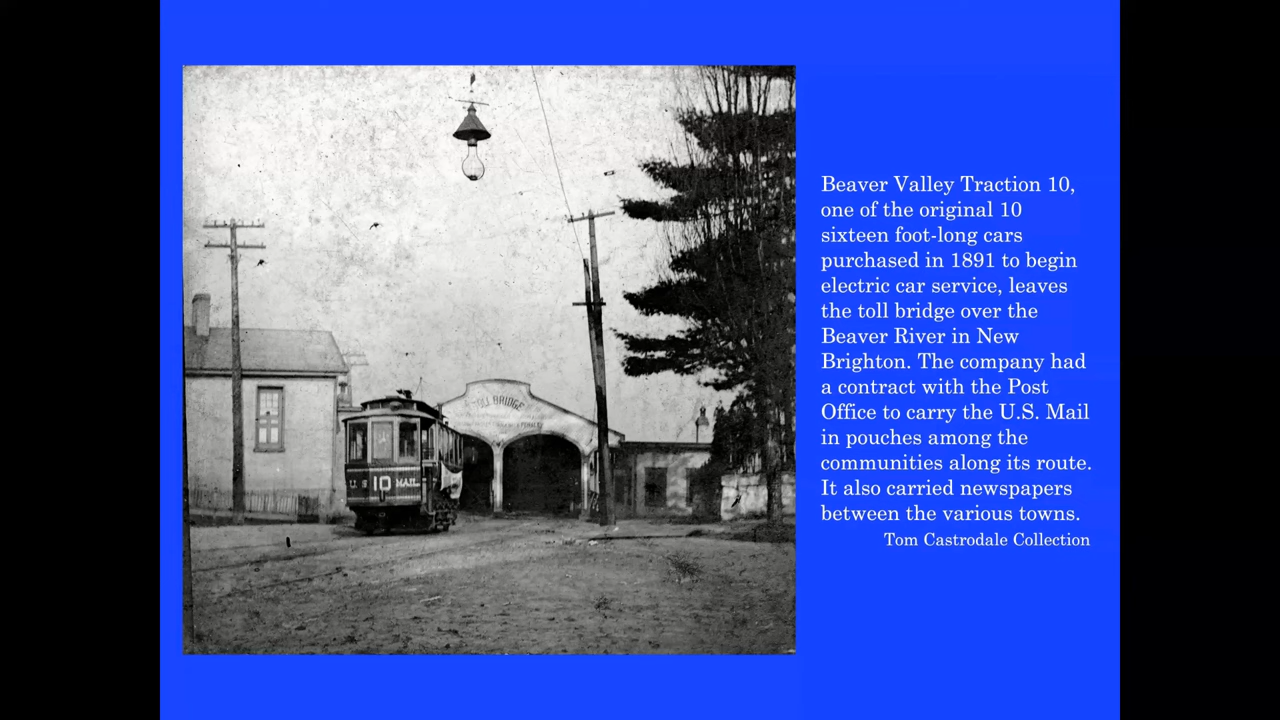 TOLL BRIDGE
U. S. 10 MAIL
Beaver Valley Traction 10,
one of the original 10
sixteen foot-long cars
purchased in 1891 to begin
electric car service, leaves
the toll bridge over the
Beaver River in New
Brighton. The company had
a contract with the Post
Office to carry the U.S. Mail
in pouches among the
communities along its route.
It also carried newspapers
between the various towns.
Tom Castrodale Collection